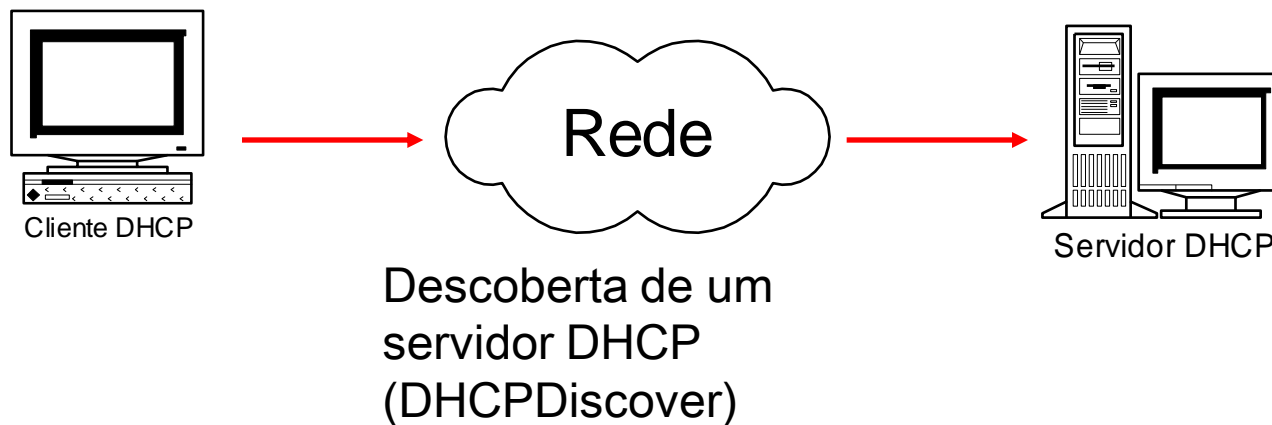 Rede
Cliente DHCP
Servidor DHCP
Descoberta de um
servidor DHCP
(DHCPDiscover)